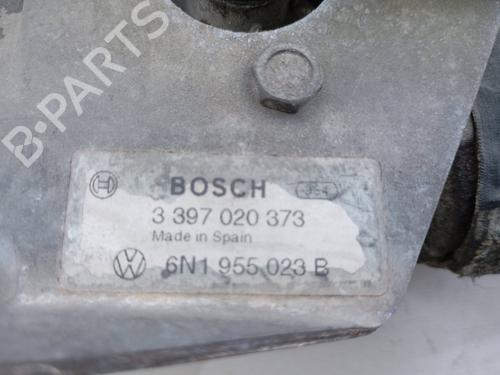 B-PARTS
BOSCH
3 397 020 373
Made in Spain
6N1 955 023 B